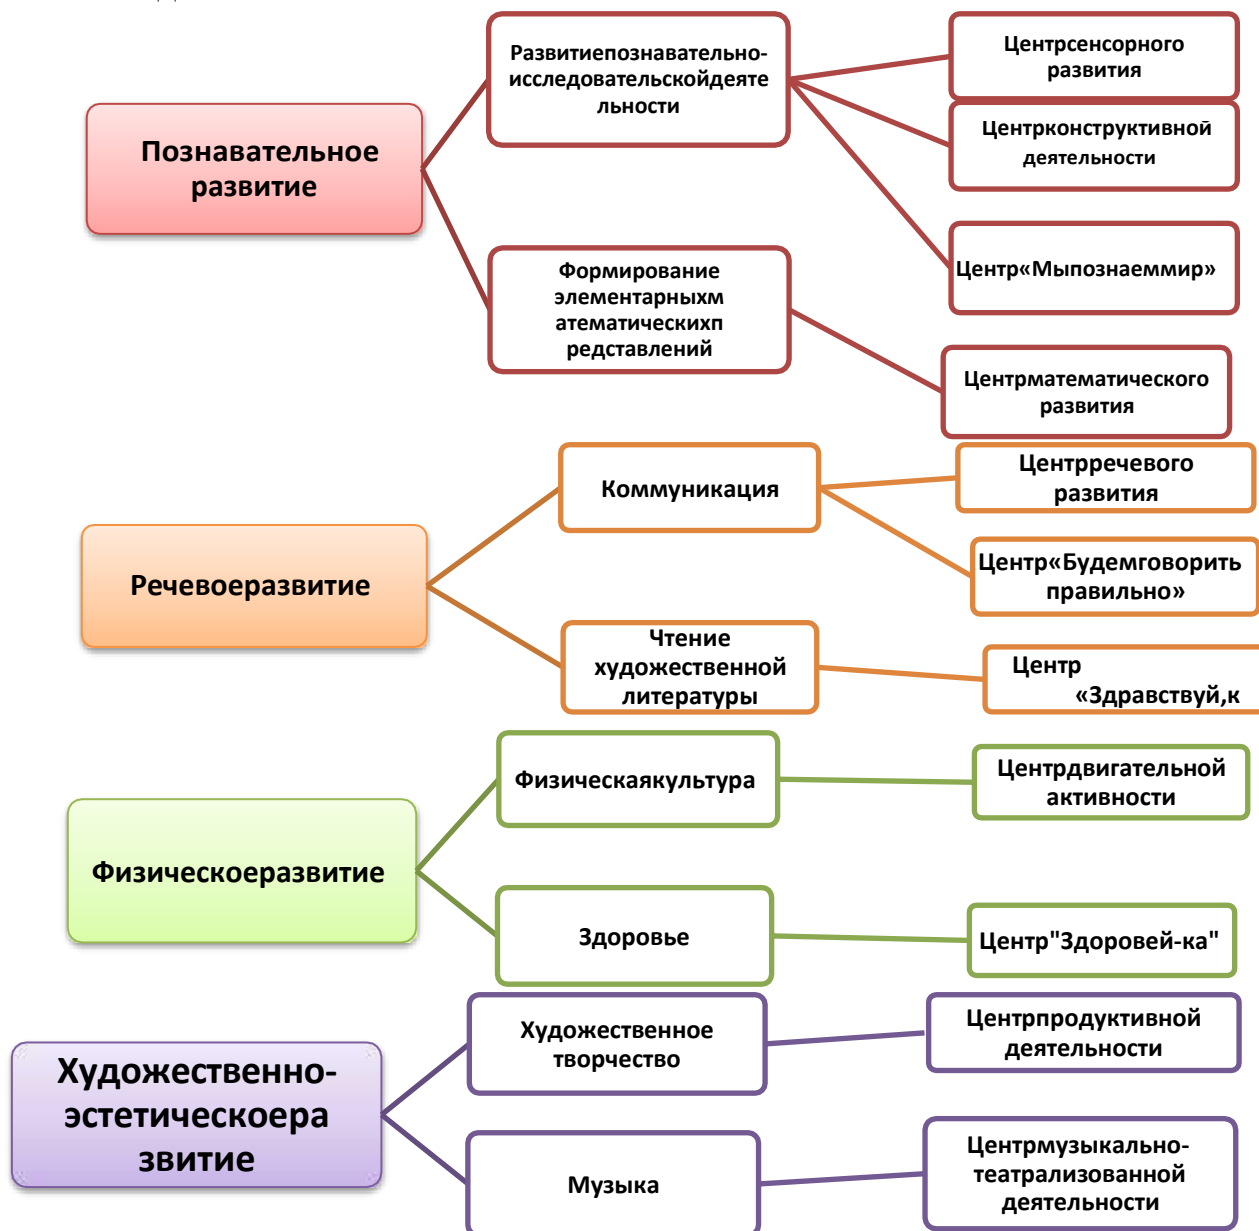 Познавательное
развитие
Развитиепознавательно-
исследовательскойдеяте
льности
Центрсенсорного
развития
Центрконструктивной
деятельности
Центр«Мыпознаеммир»
Формирование
элементарныхм
атематическихп
редставлений
Центрматематического
развития
Речевоеразвитие
Коммуникация
Центрречевого
развития
Центр«Будемговорить
правильно»
Чтение
художественной
литературы
Центр
«Здравствуй,к
Физическоеразвитие
Физическаякультура
Центрдвигательной
активности
Здоровье
Центр"Здоровей-ка"
Художественно-
эстетическоера
звитие
Художественное
творчество
Центрпродуктивной
деятельности
Музыка
Центрмузыкально-
театрализованной
деятельности